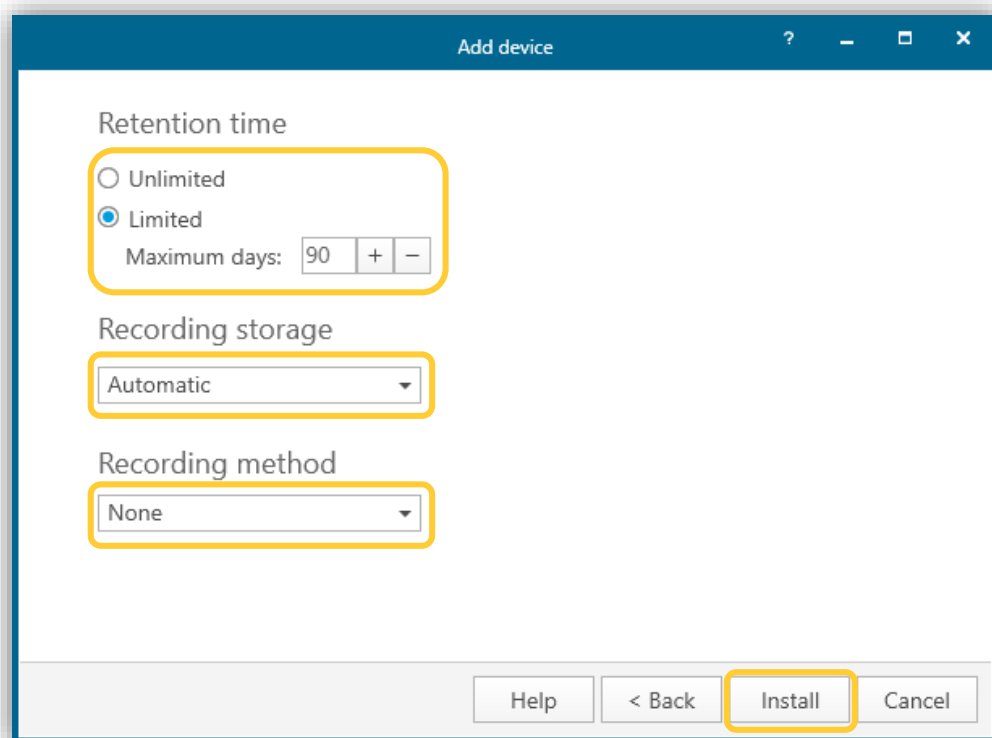 Add device
?
Retention time
Unlimited
Limited
Maximum days: 90 + −
Recording storage
Automatic
Recording method
None
Help < Back Install Cancel